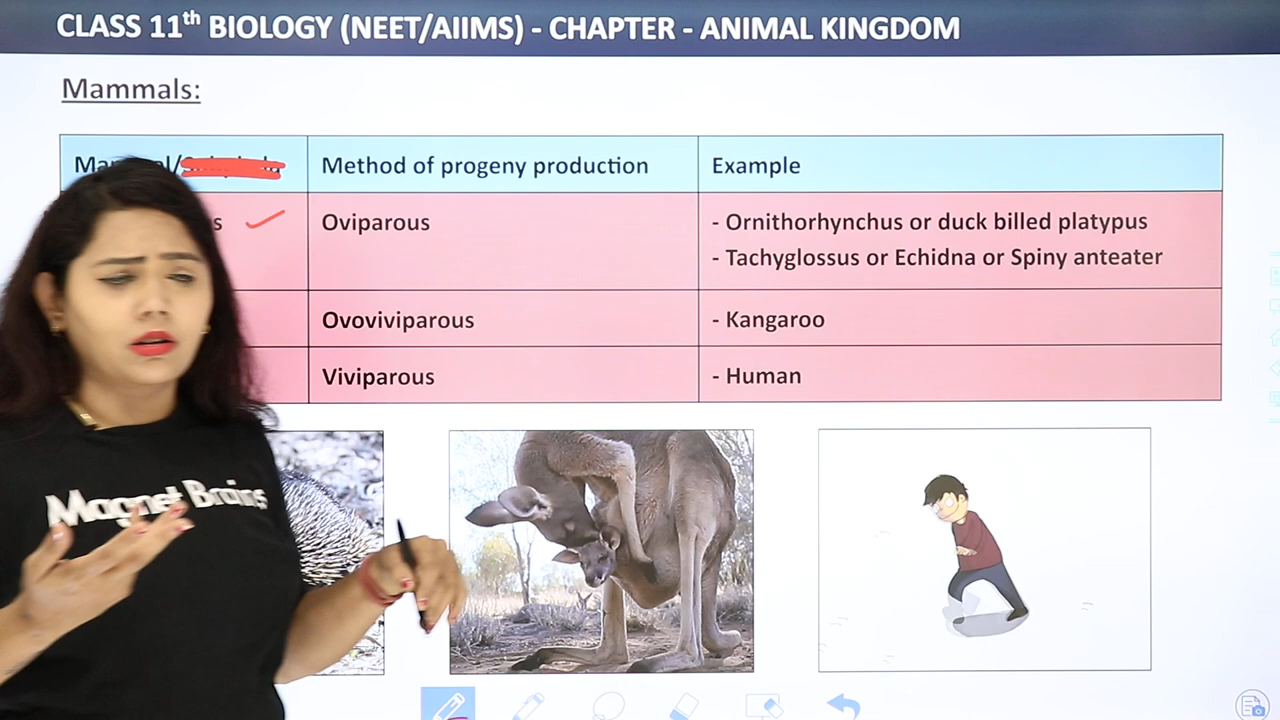 CLASS 11th BIOLOGY (NEET/AIIMS) - CHAPTER - ANIMAL KINGDOM
Mammals:
Method of progeny production
Example
Oviparous
- Ornithorhynchus or duck billed platypus
- Tachyglossus or Echidna or Spiny anteater
Ovoviviparous
- Kangaroo
Viviparous
- Human
Magnet Brains